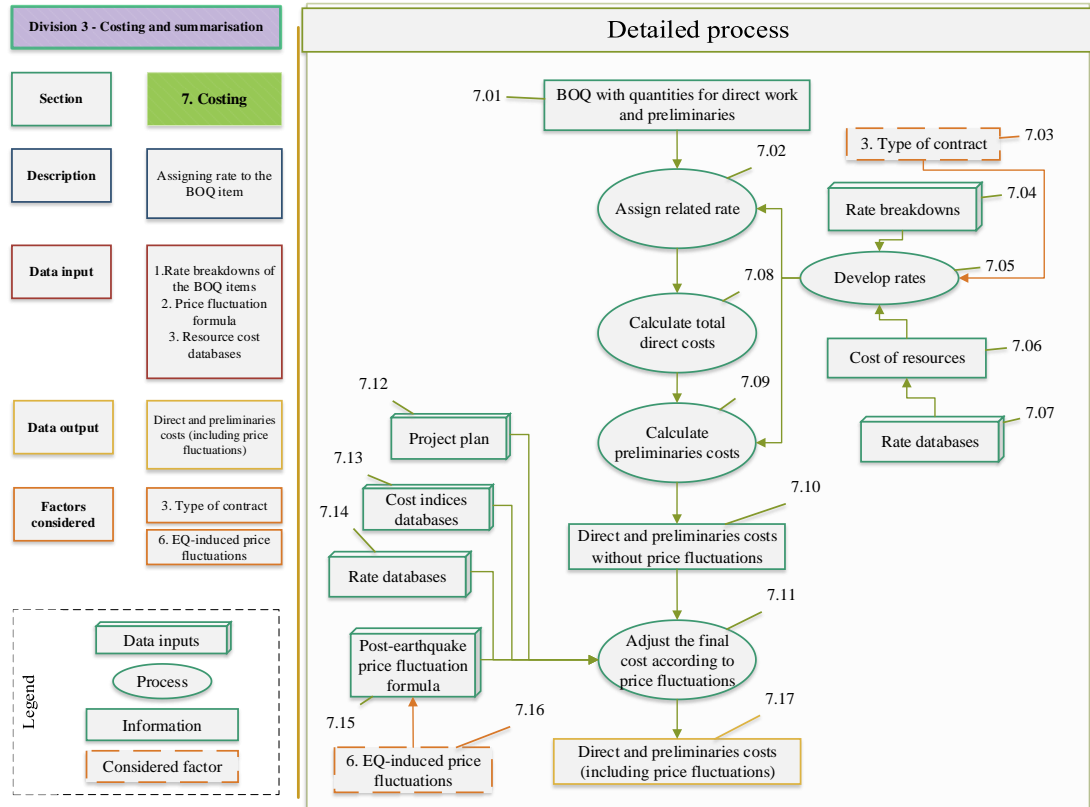 Division 3 - Costing and summarisation
Section
7. Costing
Description
Assigning rate to the
BOQ item
Data input
1.Rate breakdowns of
the BOQ items
2. Price fluctuation
formula
3. Resource cost
databases
Data output
Direct and preliminaries
costs (including price
fluctuations)
Factors
considered
3. Type of contract
6. EQ-induced price
fluctuations
Legend
Data inputs
Process
Information
Considered factor
Detailed process
7.01
BOQ with quantities for direct work
and preliminaries
7.02
Assign related rate
7.03
3. Type of contract
7.04
Rate breakdowns
7.05
Develop rates
7.06
Cost of resources
7.07
Rate databases
7.08
Calculate total
direct costs
7.09
Calculate
preliminaries costs
7.10
Direct and preliminaries costs
without price fluctuations
7.11
Adjust the final
cost according to
price fluctuations
7.12
Project plan
7.13
Cost indices
databases
7.14
Rate databases
7.15
Post-earthquake
price fluctuation
formula
7.16
6. EQ-induced price
fluctuations
7.17
Direct and preliminaries costs
(including price fluctuations)